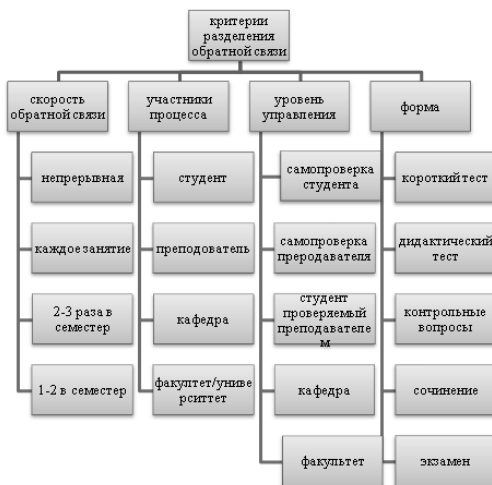 критерии
разделения
обратной связи
скорость
обратной связи
непрерывная
каждое занятие
2-3 раза в
семестер
1-2 в семестер
участники
процесса
студент
преподователь
кафедра
факултет/униве
рситтет
уровень
управления
самопроверка
студента
самопроверка
преродавателя
студент
проверяемый
преподавателе
м
кафедра
факультет
форма
короткий тест
дидактический
тест
контрольные
вопросы
сочинение
экзамен